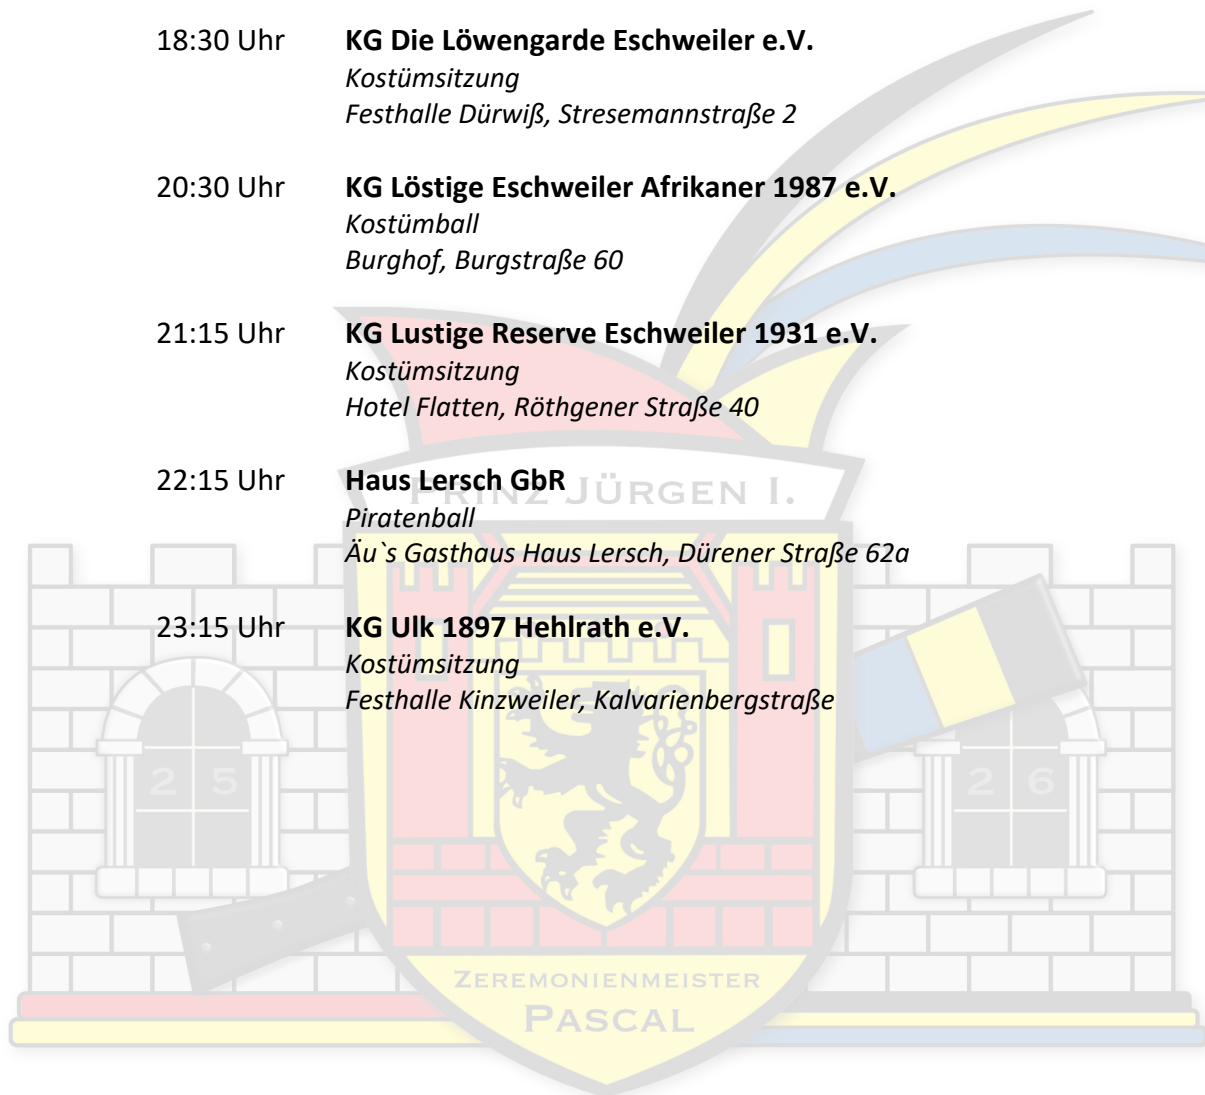 18:30 Uhr KG Die Löwengarde Eschweiler e.V.
Kostümsitzung
Festhalle Dürwiß, Stresemannstraße 2
20:30 Uhr KG Löstige Eschweiler Afrikaner 1987 e.V.
Kostümball
Burghof, Burgstraße 60
21:15 Uhr KG Lustige Reserve Eschweiler 1931 e.V.
Kostümsitzung
Hotel Flatten, Röthgener Straße 40
22:15 Uhr Haus Lersch GbR
PRINZ JÜRGEN I.
Piratenball
Äu`s Gasthaus Haus Lersch, Dürener Straße 62a
23:15 Uhr KG Ulk 1897 Hehlrath e.V.
Kostümsitzung
Festhalle Kinzweiler, Kalvarienbergstraße
25 26
ZEREMONIENMEISTER
PASCAL